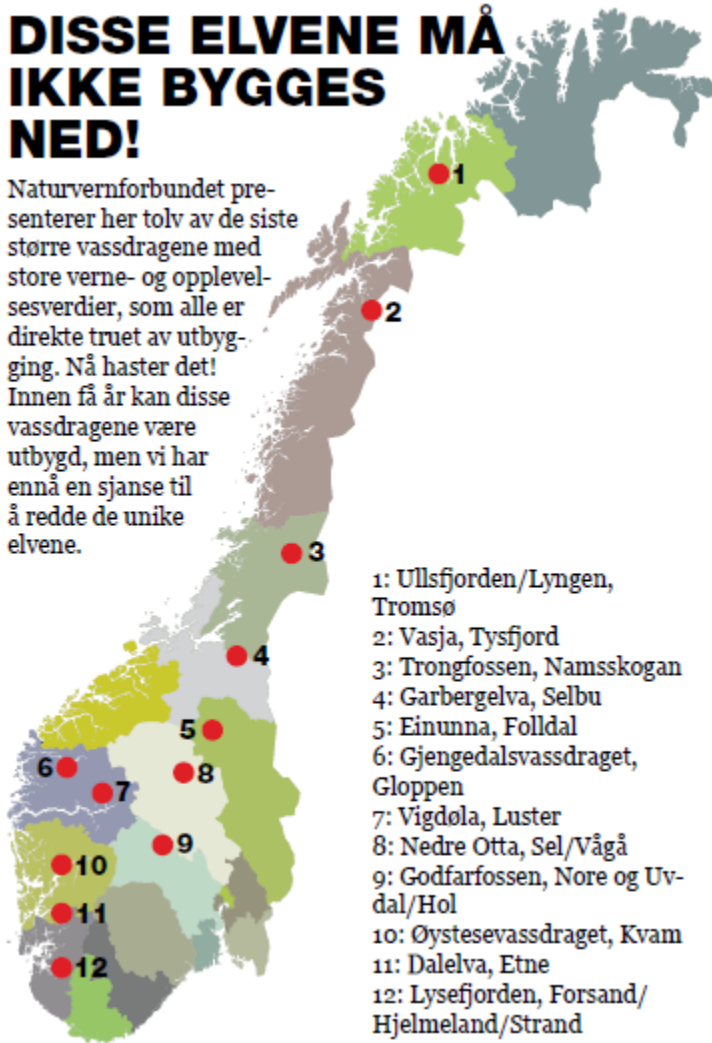 DISSE ELVENE MÅ
IKKE BYGGES
NED!
Naturvernforbundet pre-
senterer her tolv av de siste
større vassdragene med
store verne- og opplevel-
sesverdier, som alle er
direkte truet av utbyg-
ging. Nå haster det!
Innen få år kan disse
vassdragene være
utbygd, men vi har
ennå en sjanse til
å redde de unike
elvene.
1
2
3
4
5
6
7
8
9
10
11
12
1: Ullsfjorden/Lyngen,
Tromsø
2: Vasja, Tysfjord
3: Trongfossen, Namsskogan
4: Garbergelva, Selbu
5: Einunna, Folldal
6: Gjengedalsvassdraget,
Gloppen
7: Vigdøla, Luster
8: Nedre Otta, Sel/Vågå
9: Godfarfossen, Nore og Uv-
dal/Hol
10: Øystesevassdraget, Kvam
11: Dalelva, Etne
12: Lysefjorden, Forsand/
Hjelmeland/Strand